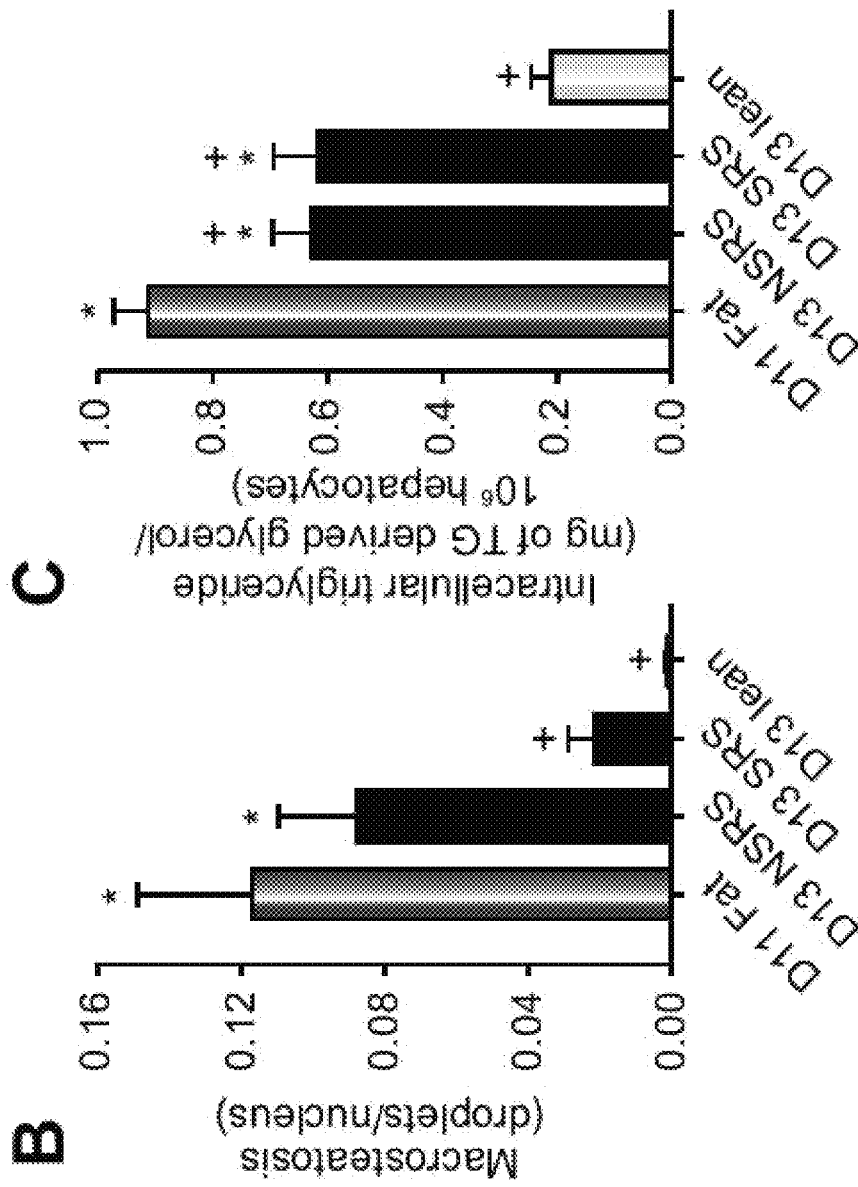 B
Macrosteatosis
(droplets/nucleus)
0.16
0.12
0.08
0.04
0.00
*
*
+
+
D11 Fat
D13 NSRS
D13 SRS
D13 lean
C
Intracellular triglyceride
(mg of TG derived glycerol/
10⁶ hepatocytes)
1.0
0.8
0.6
0.4
0.2
0.0
*
+
*
+
*
+
D11 Fat
D13 NSRS
D13 SRS
D13 lean